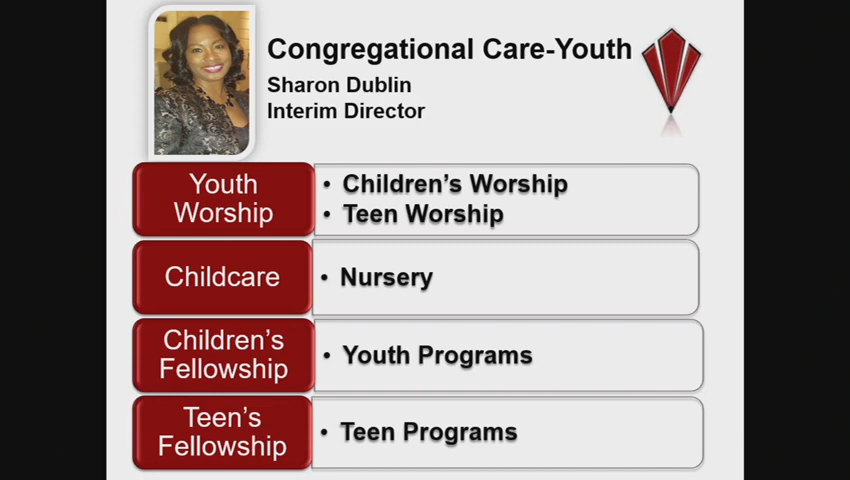 Congregational Care-Youth
Sharon Dublin
Interim Director
Youth
Worship
• Children's Worship
• Teen Worship
Childcare
• Nursery
Children's
Fellowship
• Youth Programs
Teen's
Fellowship
• Teen Programs